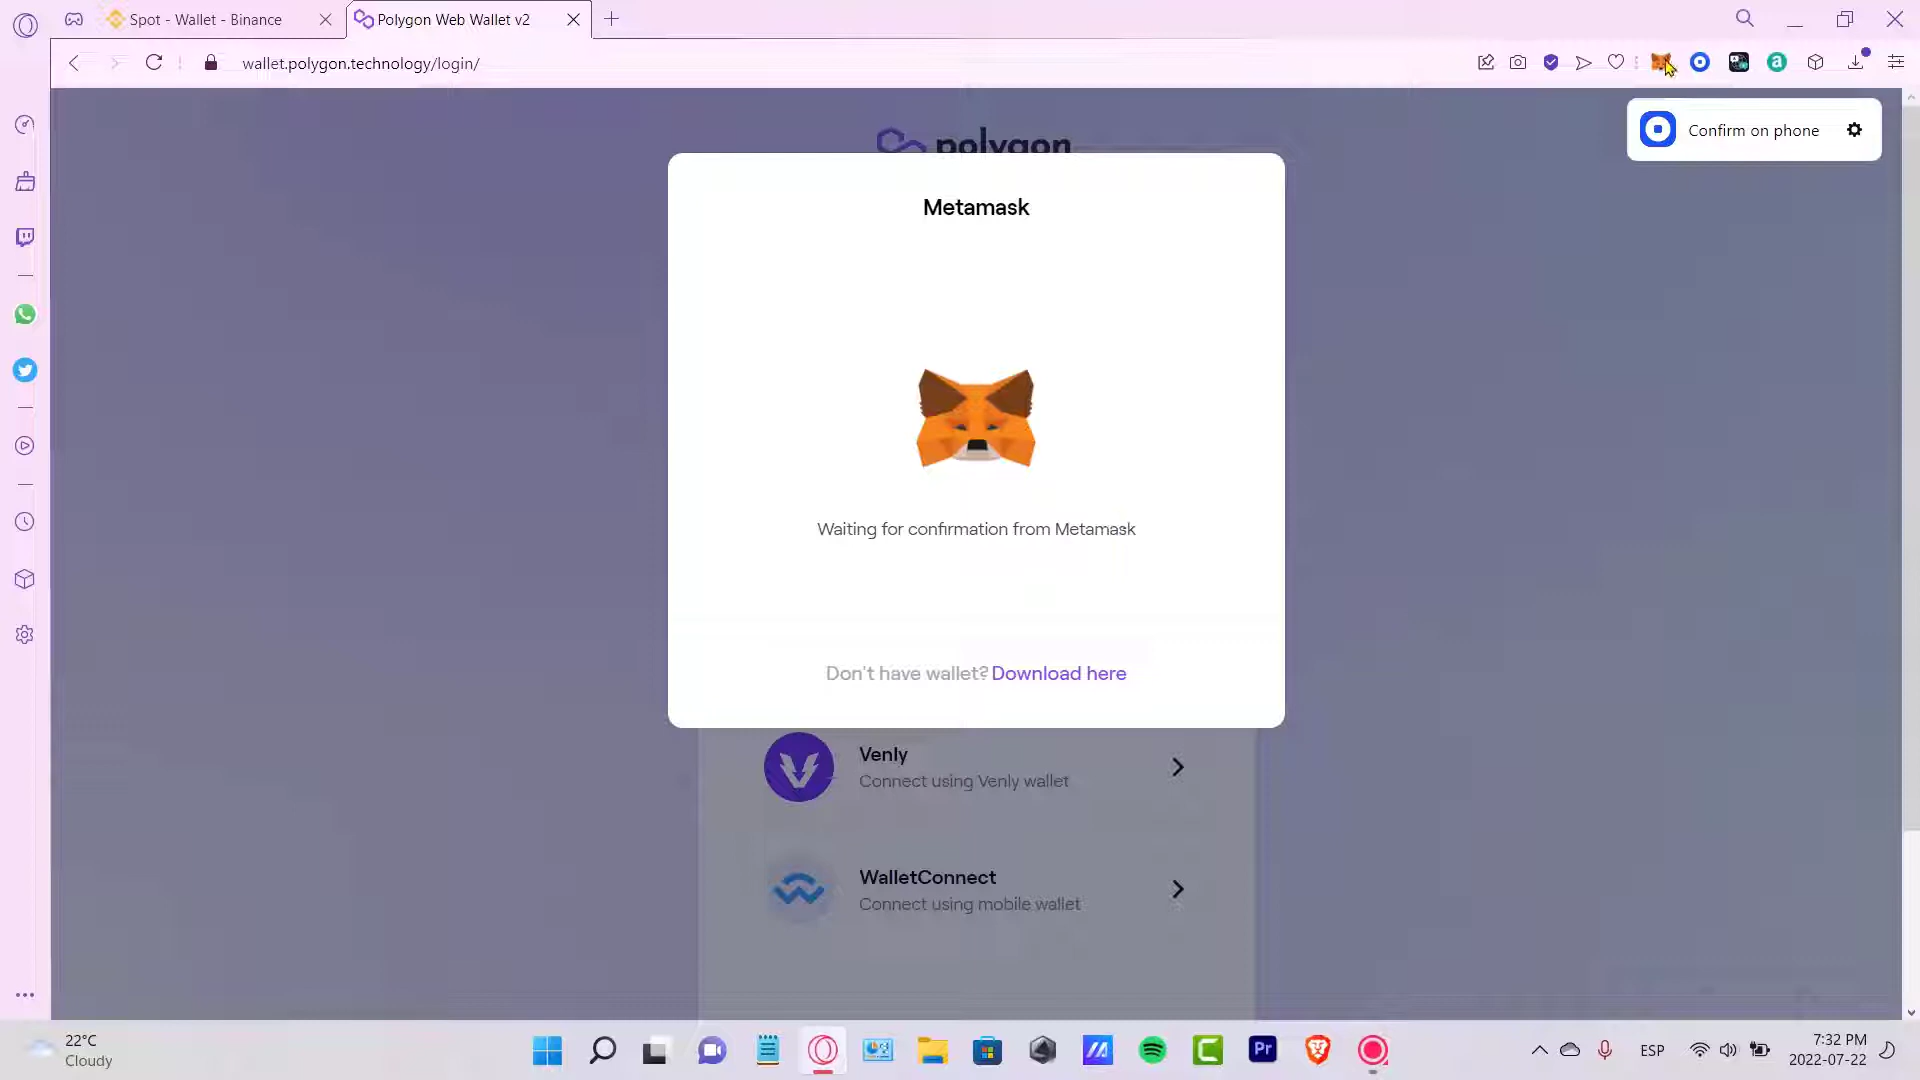 Spot - Wallet - Binance
Polygon Web Wallet v2
wallet.polygon.technology/login/
Confirm on phone
polygon
Metamask
Waiting for confirmation from Metamask
Don't have wallet? Download here
Venly
Connect using Venly wallet
WalletConnect
Connect using mobile wallet
22°C
Cloudy
Pr
ESP
7:32 PM
2022-07-22